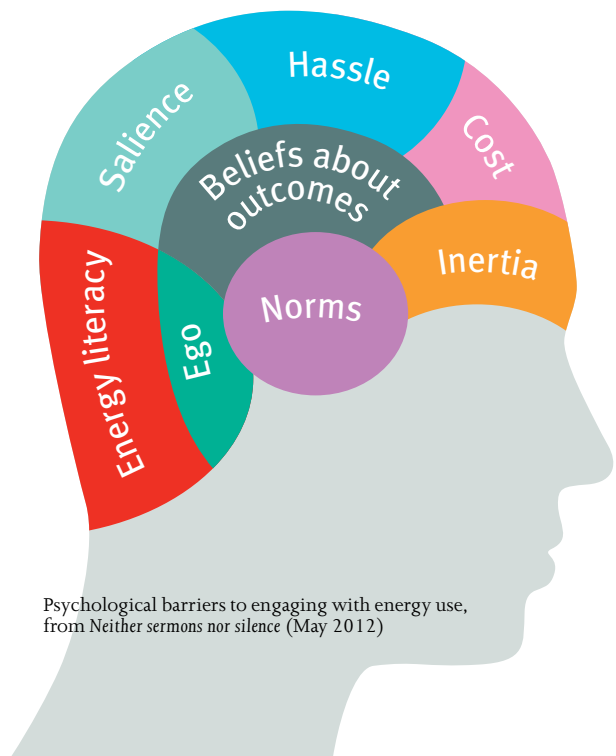 Hassle
Salience
Cost
Beliefs about
outcomes
Inertia
Norms
Energy literacy
Ego
Psychological barriers to engaging with energy use,
from Neither sermons nor silence (May 2012)